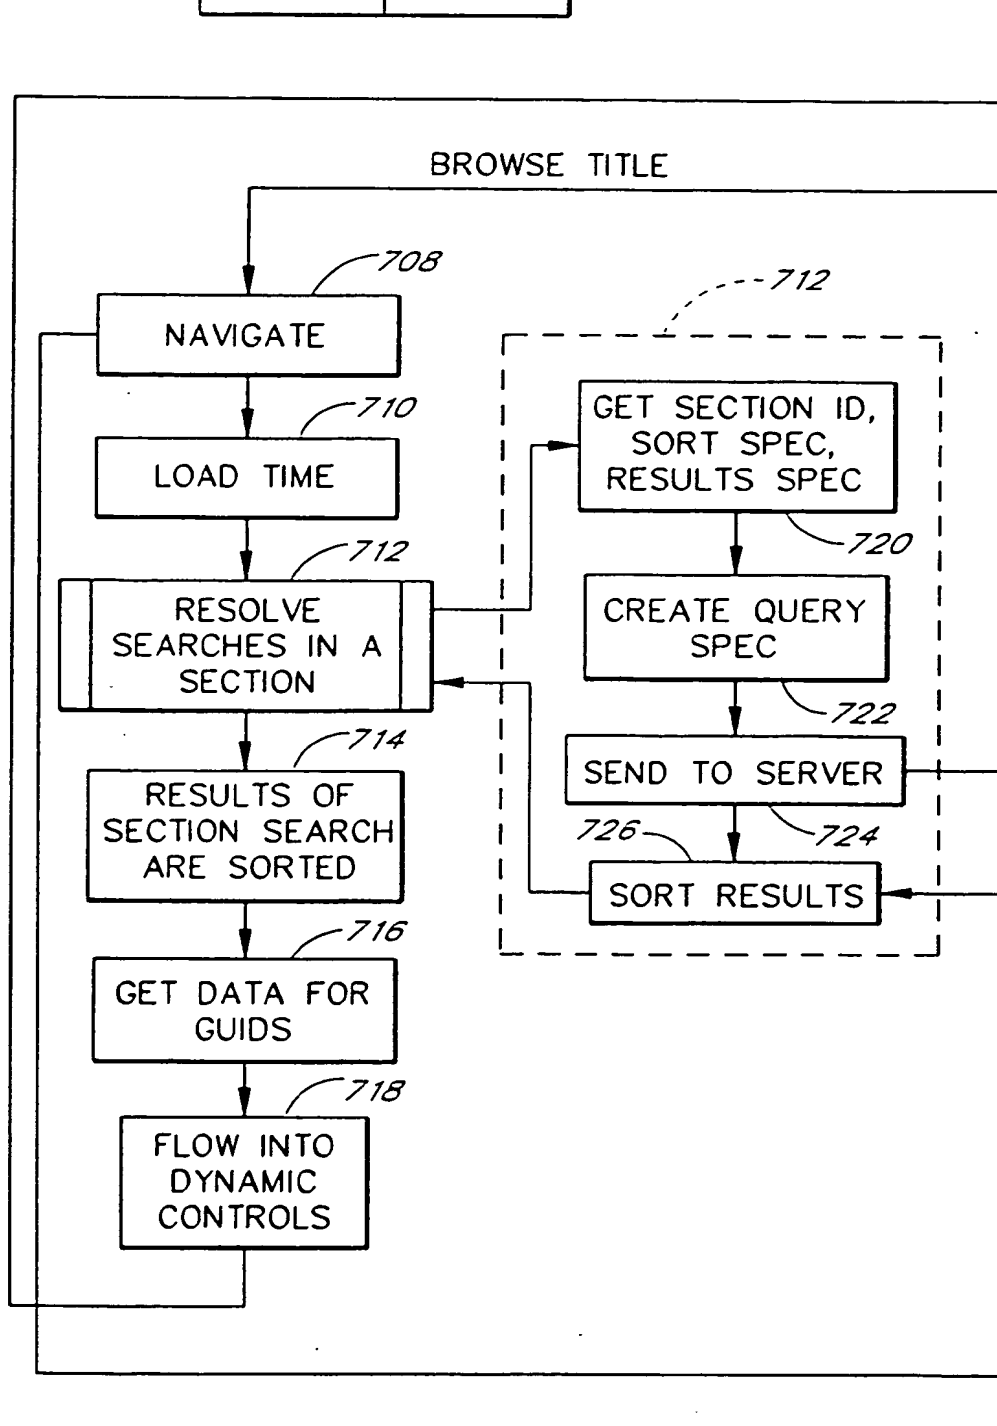 BROWSE TITLE
708
NAVIGATE
710
LOAD TIME
712
RESOLVE
SEARCHES IN A
SECTION
714
RESULTS OF
SECTION SEARCH
ARE SORTED
716
GET DATA FOR
GUIDS
718
FLOW INTO
DYNAMIC
CONTROLS
712
GET SECTION ID,
SORT SPEC,
RESULTS SPEC
720
CREATE QUERY
SPEC
722
SEND TO SERVER
724
726
SORT RESULTS